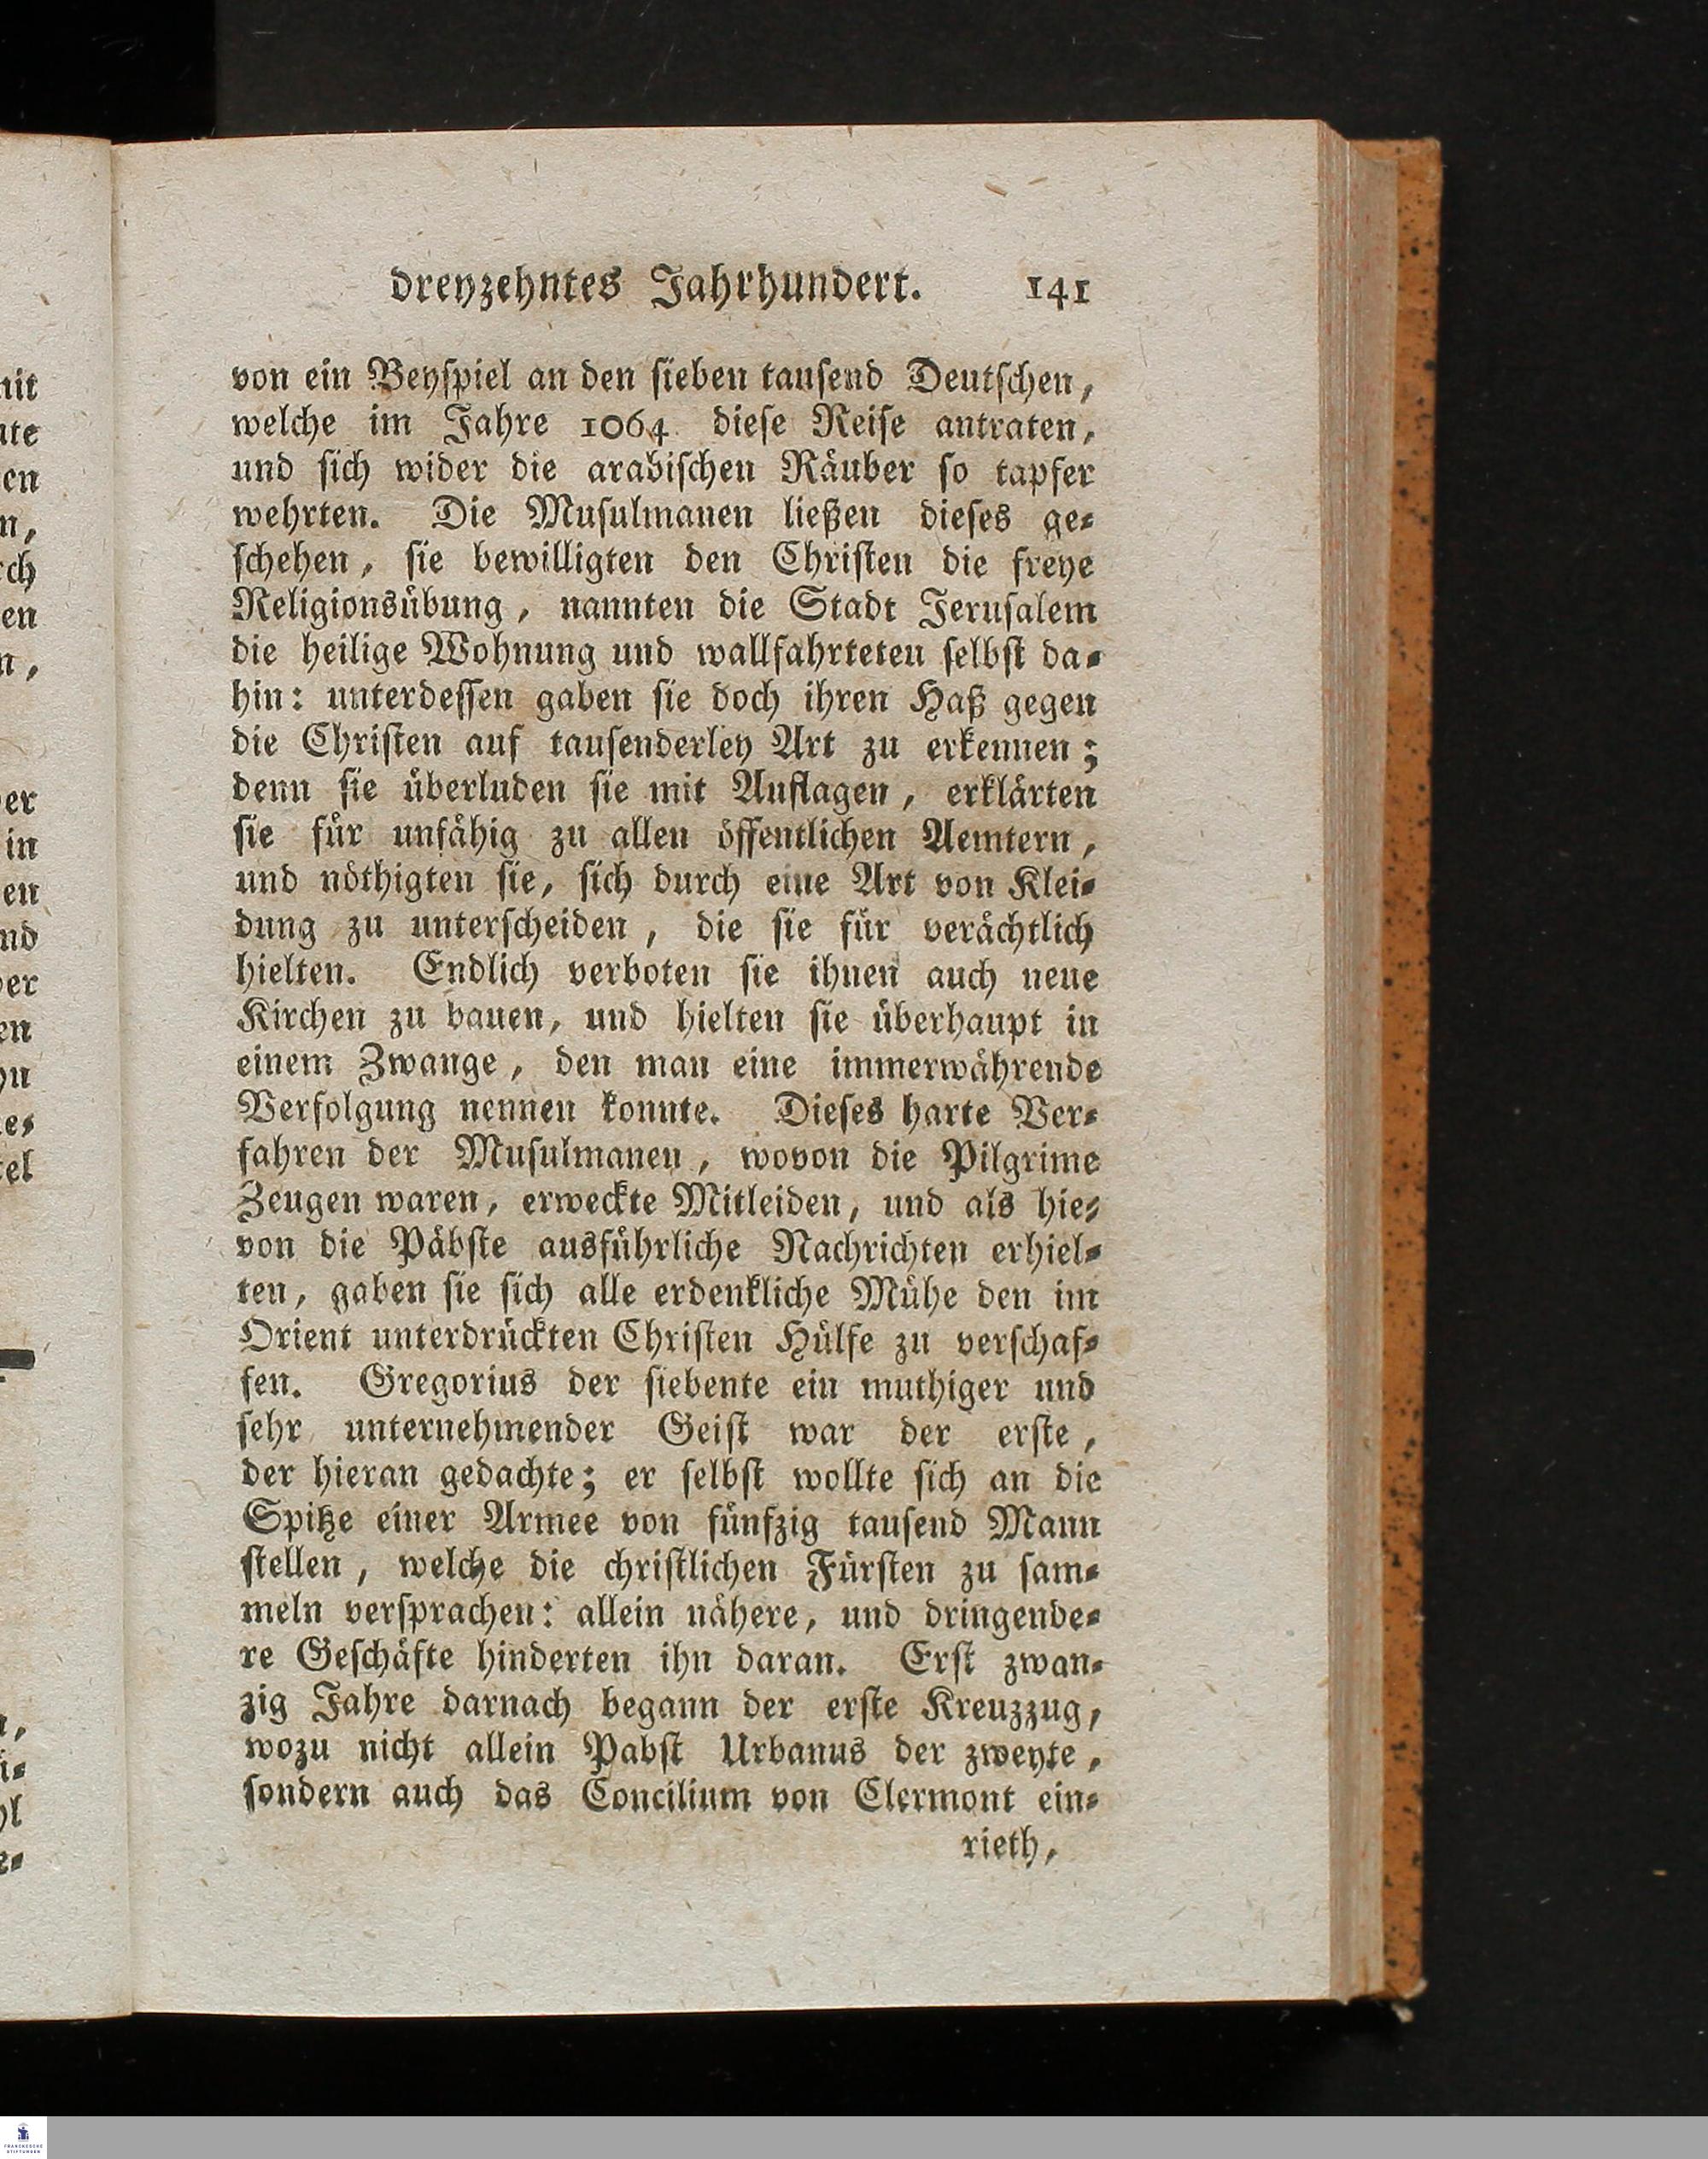 dreyzehntes Jahrhundert. 141
von ein Beyspiel an den sieben tausend Deutschen,
welche im Jahre 1064 diese Reise antraten,
und sich wider die arabischen Räuber so tapfer
wehrten. Die Musulmanen ließen dieses ge-
schehen, sie bewilligten den Christen die freye
Religionsübung, nannten die Stadt Jerusalem
die heilige Wohnung und wallfahrteten selbst da-
hin: unterdessen gaben sie doch ihren Haß gegen
die Christen auf tausenderley Art zu erkennen;
denn sie überluden sie mit Auflagen, erklärten
sie für unfähig zu allen öffentlichen Aemtern,
und nöthigten sie, sich durch eine Art von Klei-
dung zu unterscheiden, die sie für verächtlich
hielten. Endlich verboten sie ihnen auch neue
Kirchen zu bauen, und hielten sie überhaupt in
einem Zwange, den man eine immerwährende
Verfolgung nennen konnte. Dieses harte Ver-
fahren der Musulmanen, wovon die Pilgrime
Zeugen waren, erweckte Mitleiden, und als hie-
von die Päbste ausführliche Nachrichten erhiel-
ten, gaben sie sich alle erdenkliche Mühe den im
Orient unterdrückten Christen Hülfe zu verschaf-
fen. Gregorius der siebente ein muthiger und
sehr unternehmender Geist war der erste,
der hieran gedachte; er selbst wollte sich an die
Spitze einer Armee von fünfzig tausend Mann
stellen, welche die christlichen Fürsten zu sam-
meln versprachen: allein nähere, und dringende-
re Geschäfte hinderten ihn daran. Erst zwan-
zig Jahre darnach begann der erste Kreuzzug,
wozu nicht allein Pabst Urbanus der zweyte,
sondern auch das Concilium von Clermont ein-
rieth,
FRANCKESCHE
STIFTUNGEN